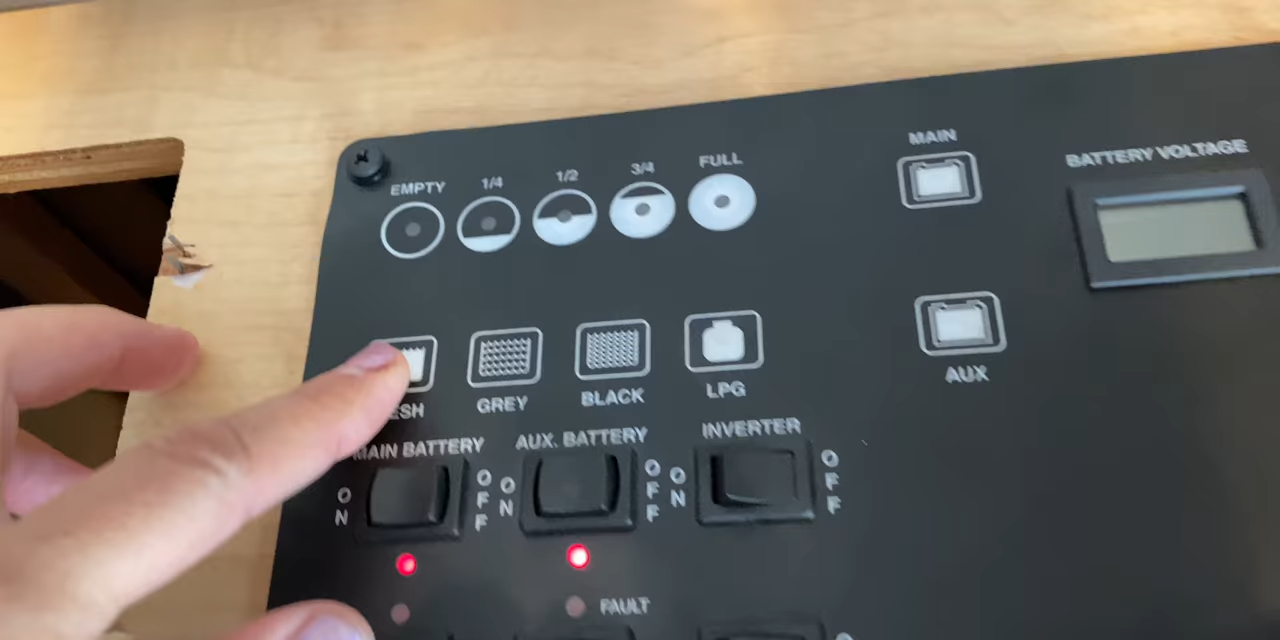 EMPTY 1/4 1/2 3/4 FULL
MAIN
BATTERY VOLTAGE
ESH GREY BLACK LPG
AUX
MAIN BATTERY AUX. BATTERY INVERTER
ON OFF ON OFF ON OFF
FAULT